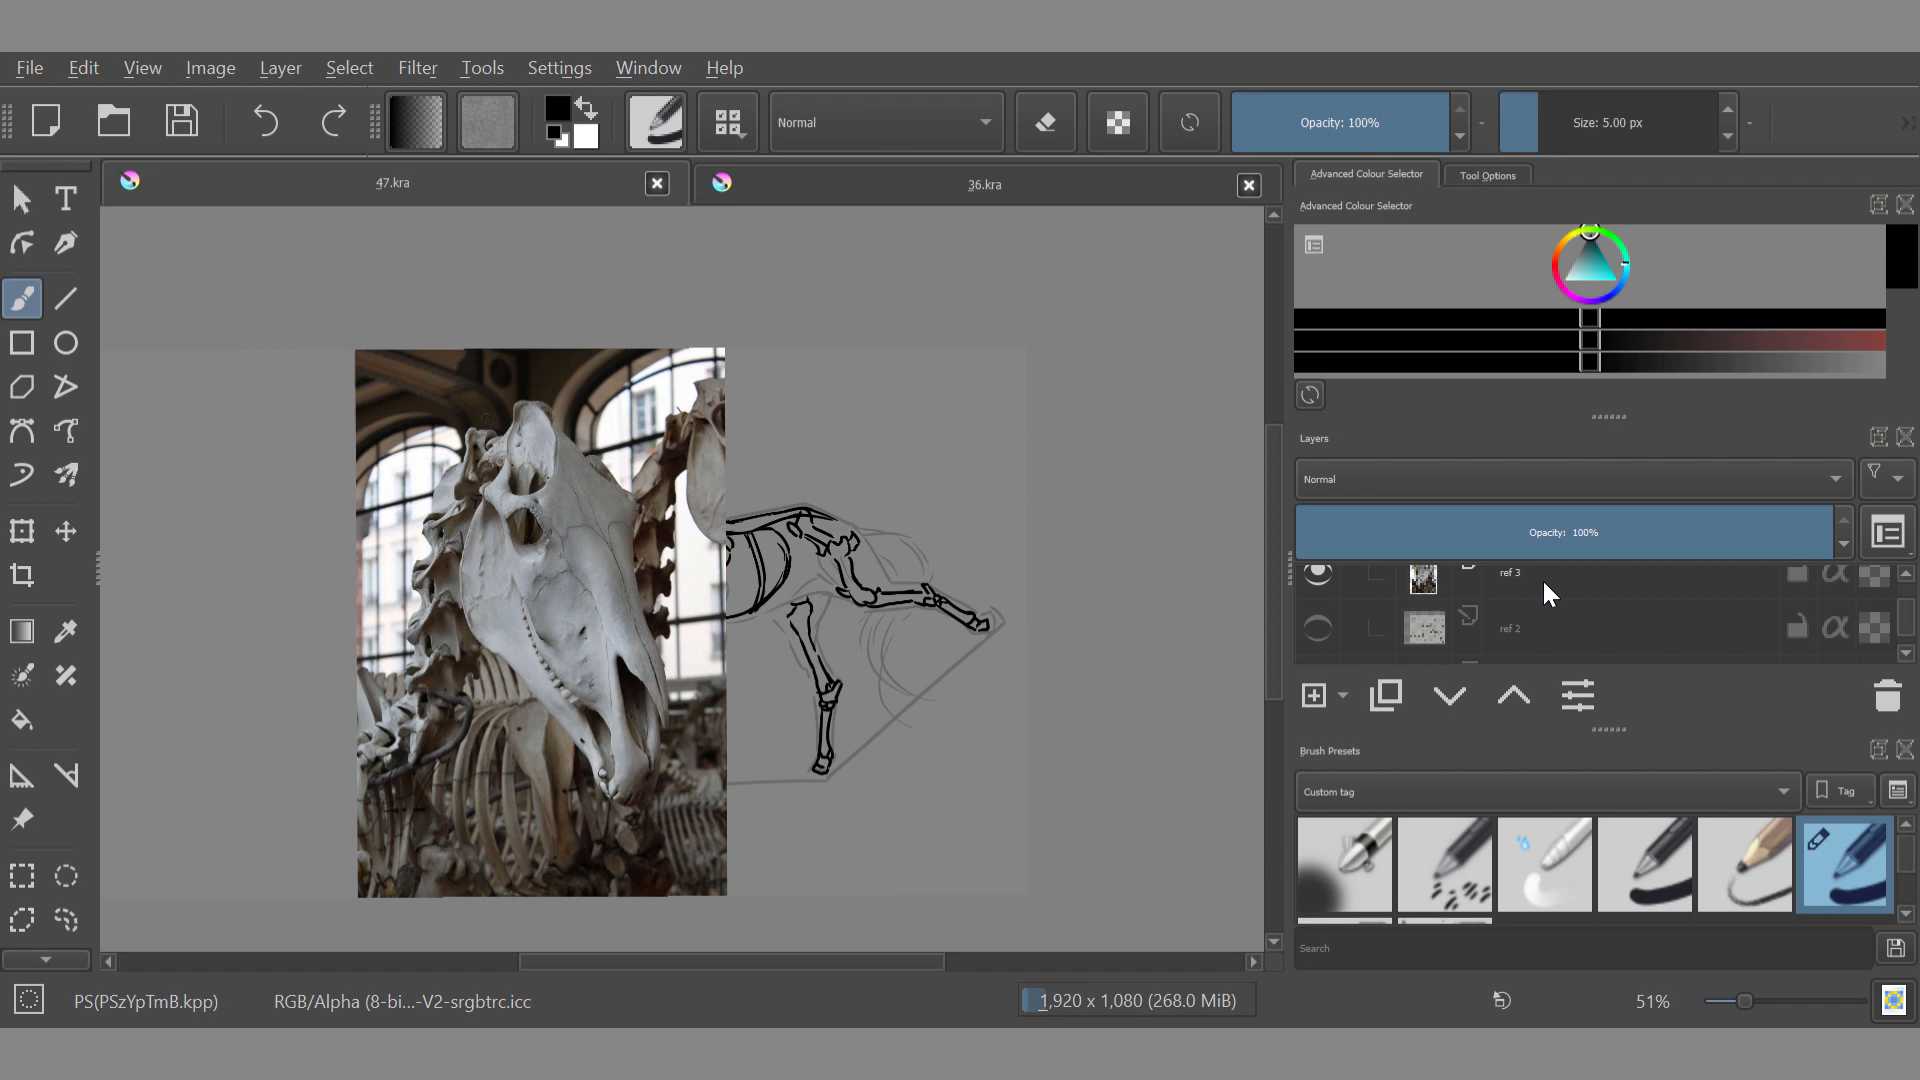 File Edit View Image Layer Select Filter Tools Settings Window Help
Normal Opacity: 100% Size: 5.00 px
47.kra 36.kra
Advanced Colour Selector Tool Options
Advanced Colour Selector
Layers
Normal
Opacity: 100%
ref 3
ref 2
Brush Presets
Custom tag Tag
Search
PS(PSzYpTmB.kpp) RGB/Alpha (8-bi...-V2-srgbtrc.icc 1,920 x 1,080 (268.0 MiB) 51%